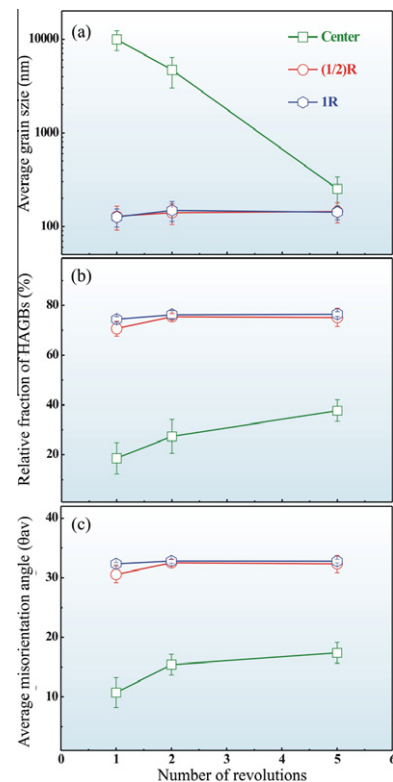 (a)
Center
(1/2)R
1R
10000
1000
100
Average grain szie (nm)
(b)
80
60
40
20
Relative fraction of HAGBs (%)
(c)
40
30
20
10
Average misorientation angle (θav)
0 1 2 3 4 5 6
Number of revolutions